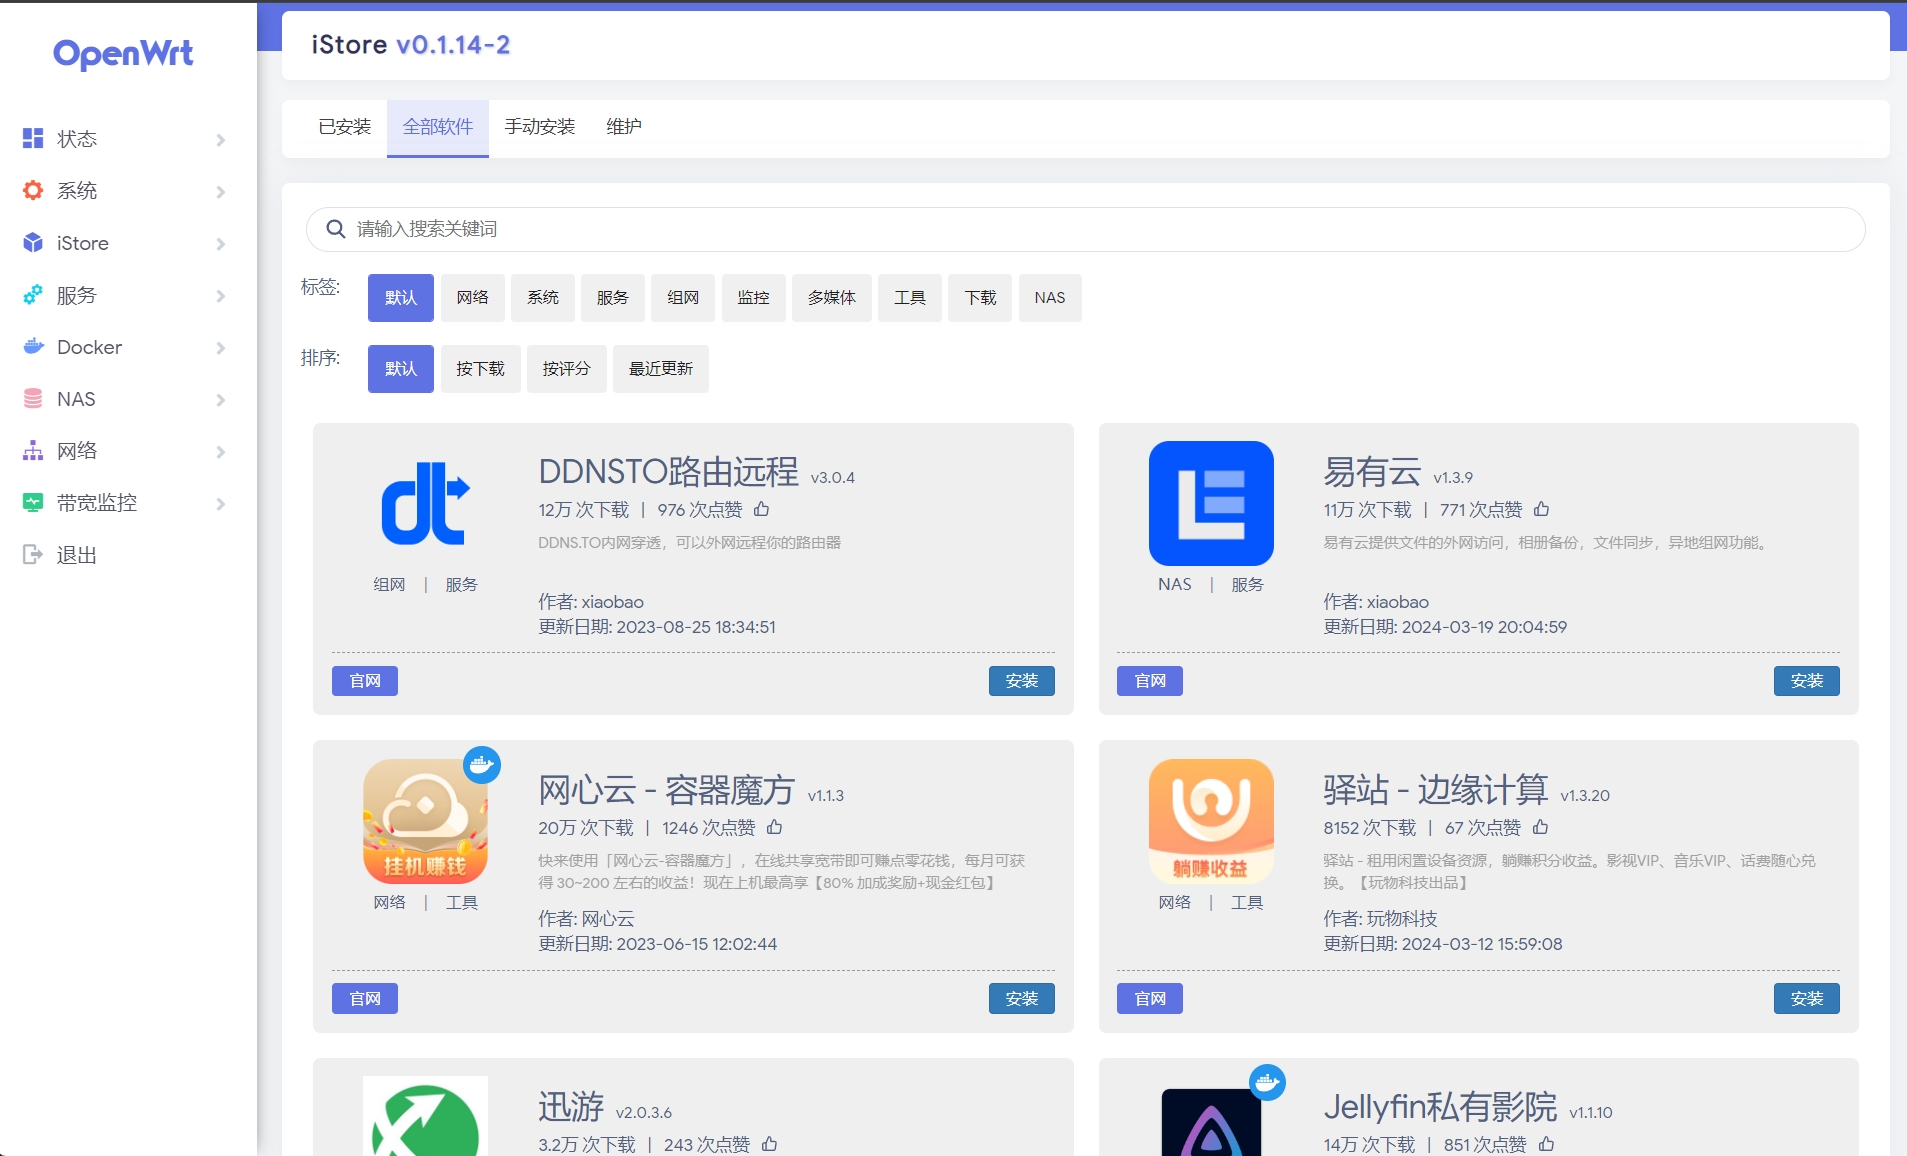 OpenWrt
状态
系统
iStore
服务
Docker
NAS
网络
带宽监控
退出
iStore v0.1.14-2
已安装 全部软件 手动安装 维护
请输入搜索关键词
标签: 默认 网络 系统 服务 组网 监控 多媒体 工具 下载 NAS
排序: 默认 按下载 按评分 最近更新
DDNSTO路由远程 v3.0.4
12万 次下载 | 976 次点赞
DDNS.TO内网穿透，可以外网远程你的路由器
组网 | 服务
作者: xiaobao
更新日期: 2023-08-25 18:34:51
官网 安装
易有云 v1.3.9
11万 次下载 | 771 次点赞
易有云提供文件的外网访问，相册备份，文件同步，异地组网功能。
NAS | 服务
作者: xiaobao
更新日期: 2024-03-19 20:04:59
官网 安装
挂机赚钱
网心云 - 容器魔方 v1.1.3
20万 次下载 | 1246 次点赞
快来使用「网心云-容器魔方」，在线共享宽带即可赚点零花钱，每月可获
得 30~200 左右的收益！现在上机最高享【80% 加成奖励+现金红包】
网络 | 工具
作者: 网心云
更新日期: 2023-06-15 12:02:44
官网 安装
躺赚收益
驿站 - 边缘计算 v1.3.20
8152 次下载 | 67 次点赞
驿站 - 租用闲置设备资源，躺赚积分收益。影视VIP、音乐VIP、话费随心兑
换。【玩物科技出品】
网络 | 工具
作者: 玩物科技
更新日期: 2024-03-12 15:59:08
官网 安装
迅游 v2.0.3.6
3.2万 次下载 | 243 次点赞
Jellyfin私有影院 v1.1.10
14万 次下载 | 851 次点赞